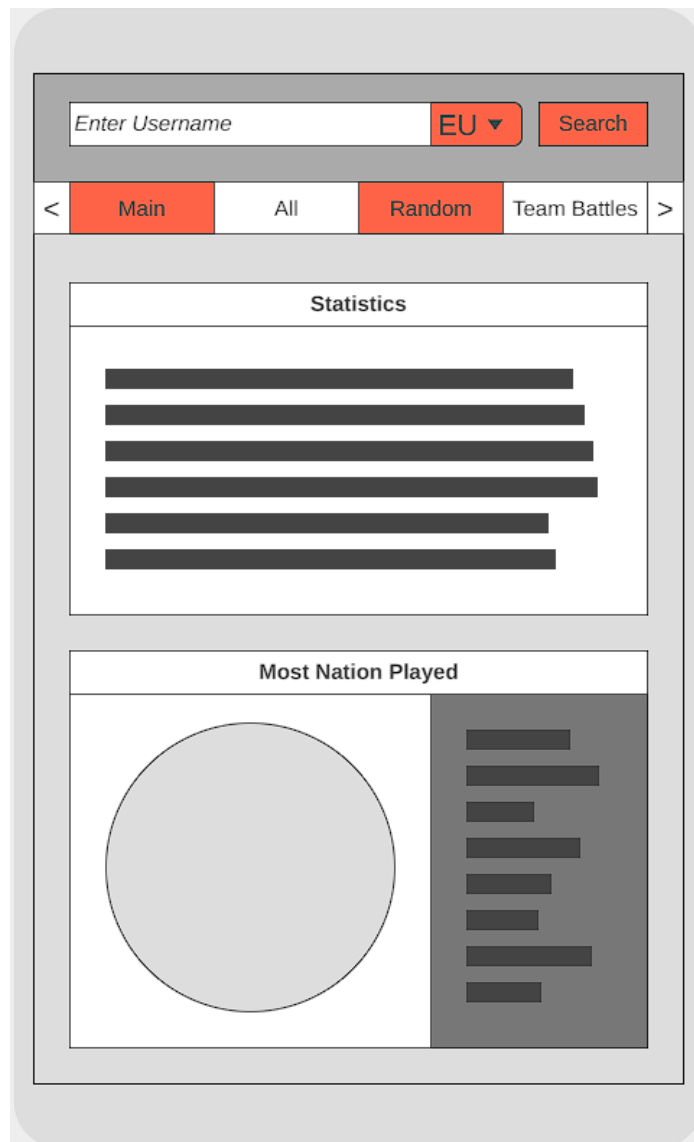 Enter Username
EU
Search
<
Main
All
Random
Team Battles
>
Statistics
Most Nation Played